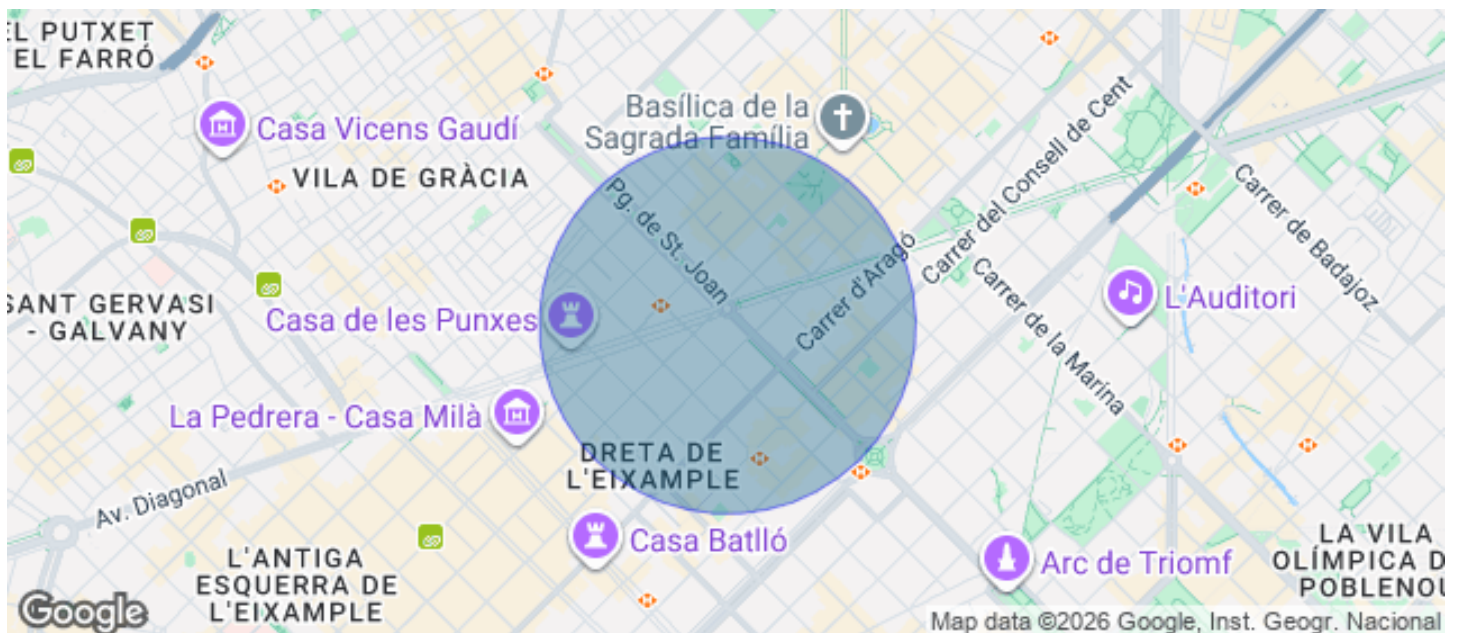 EL PUTXET
EL FARRÓ
Casa Vicens Gaudí
VILA DE GRÀCIA
Basílica de la
Sagrada Família
Pg. de St. Joan
Carrer d'Aragó
Carrer del Consell de Cent
Carrer de Badajoz
Carrer de la Marina
L'Auditori
SANT GERVASI
- GALVANY
Casa de les Punxes
La Pedrera - Casa Milà
DRETA DE
L'EIXAMPLE
Av. Diagonal
Casa Batlló
L'ANTIGA
ESQUERRA DE
L'EIXAMPLE
Arc de Triomf
LA VILA
OLÍMPICA D
POBLENOU
Google
Map data ©2026 Google, Inst. Geogr. Nacional